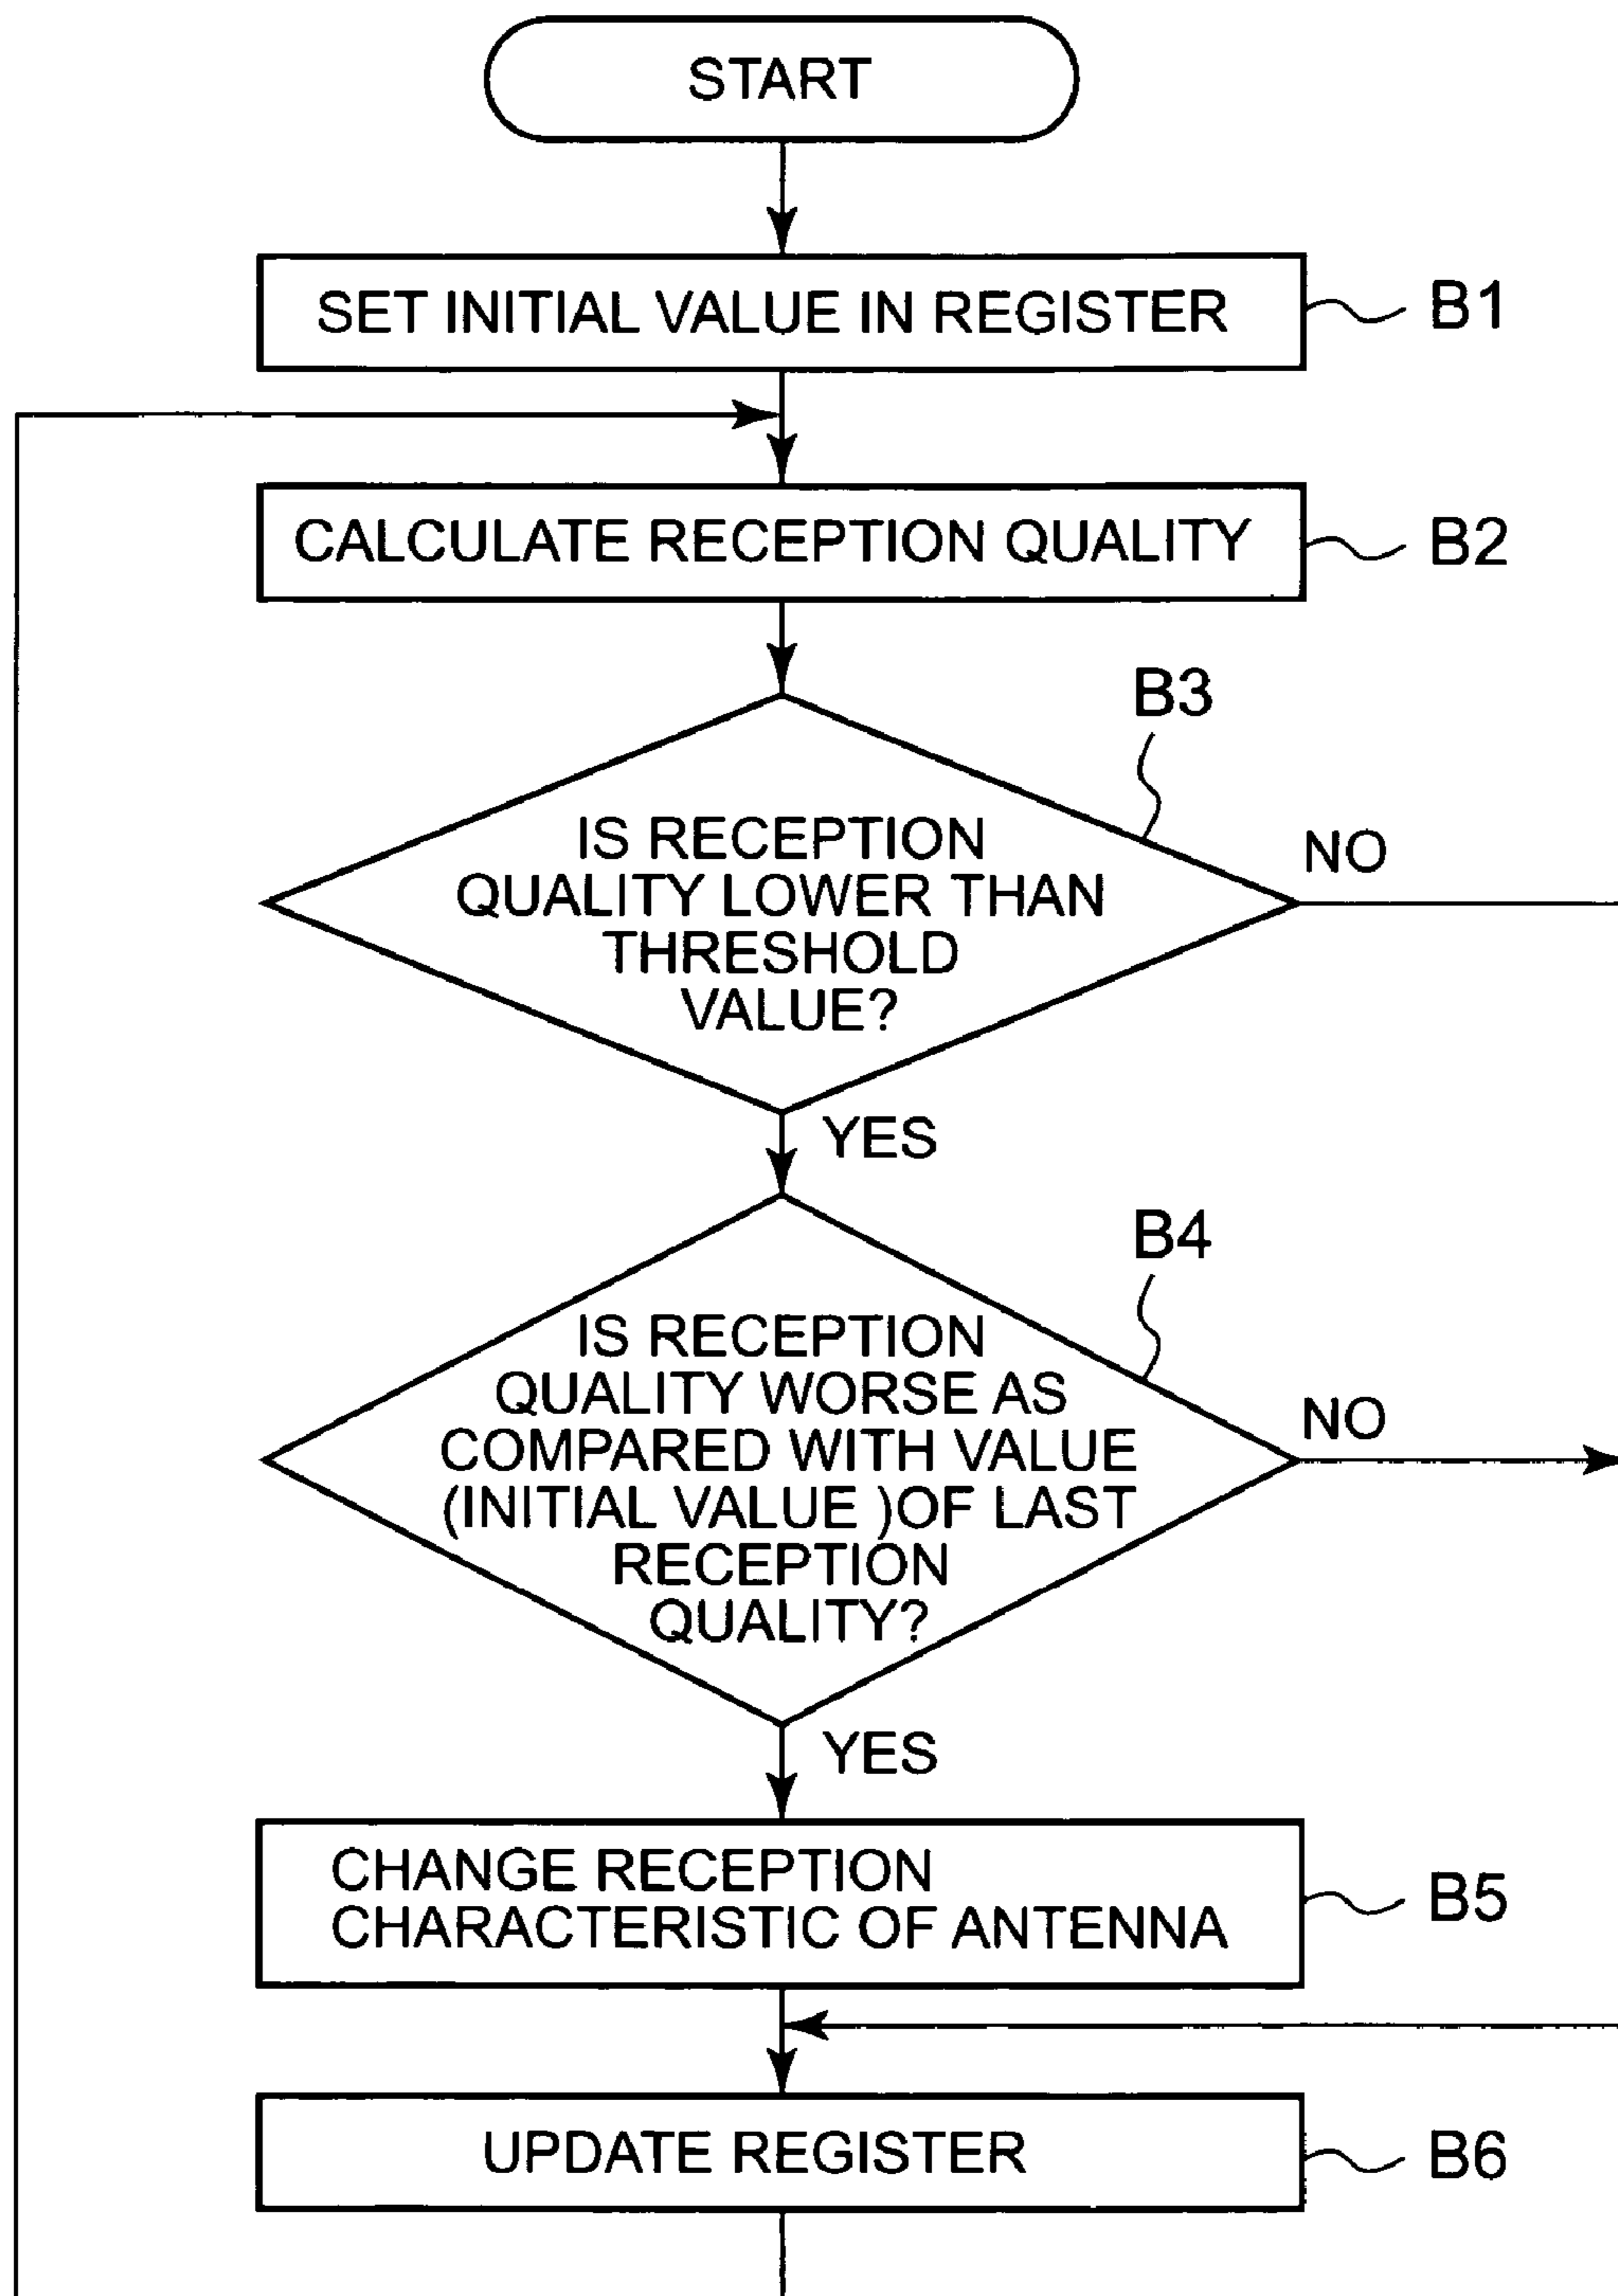 START
SET INITIAL VALUE IN REGISTER
B1
CALCULATE RECEPTION QUALITY
B2
B3
IS RECEPTION
QUALITY LOWER THAN
THRESHOLD
VALUE?
NO
YES
B4
IS RECEPTION
QUALITY WORSE AS
COMPARED WITH VALUE
(INITIAL VALUE )OF LAST
RECEPTION
QUALITY?
NO
YES
CHANGE RECEPTION
CHARACTERISTIC OF ANTENNA
B5
UPDATE REGISTER
B6